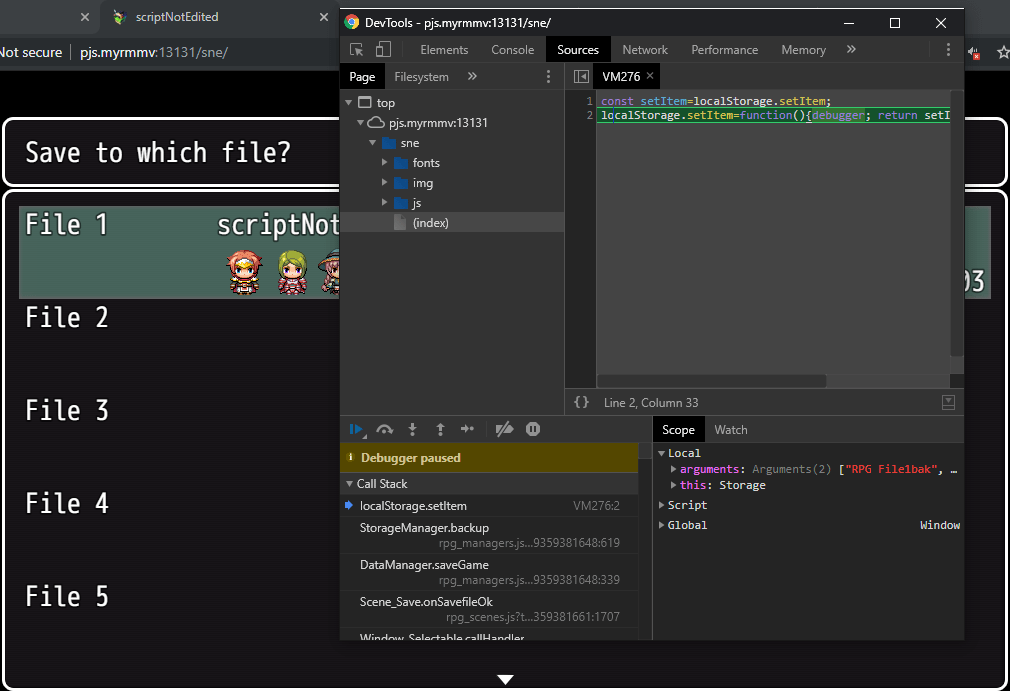 scriptNotEdited
DevTools - pjs.myrmmv:13131/sne/
Not secure
pjs.myrmmv:13131/sne/
Elements
Console
Sources
Network
Performance
Memory
Page
Filesystem
VM276
top
pjs.myrmmv:13131
sne
fonts
img
js
(index)
1 const setItem=localStorage.setItem;
2 localStorage.setItem=function(){debugger; return setI
{} Line 2, Column 33
Save to which file?
File 1 scriptNot
03
File 2
File 3
File 4
File 5
Debugger paused
Call Stack
localStorage.setItem VM276:2
StorageManager.backup
rpg_managers.js...9359381648:619
DataManager.saveGame
rpg_managers.js...9359381648:339
Scene_Save.onSavefileOk
rpg_scenes.js?t...359381661:1707
Window_Selectable.callHandler
Scope
Watch
Local
arguments: Arguments(2) ["RPG File1bak", …
this: Storage
Script
Global Window